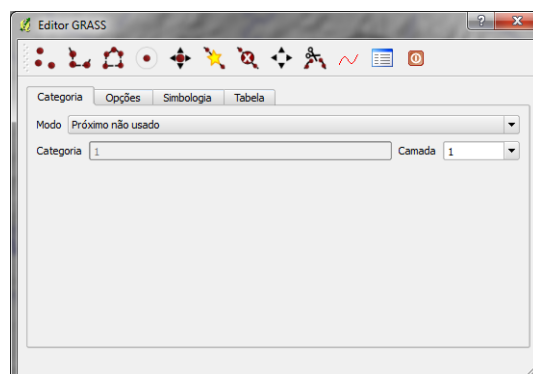 Editor GRASS
Categoria Opções Simbologia Tabela
Modo Próximo não usado
Categoria 1 Camada 1